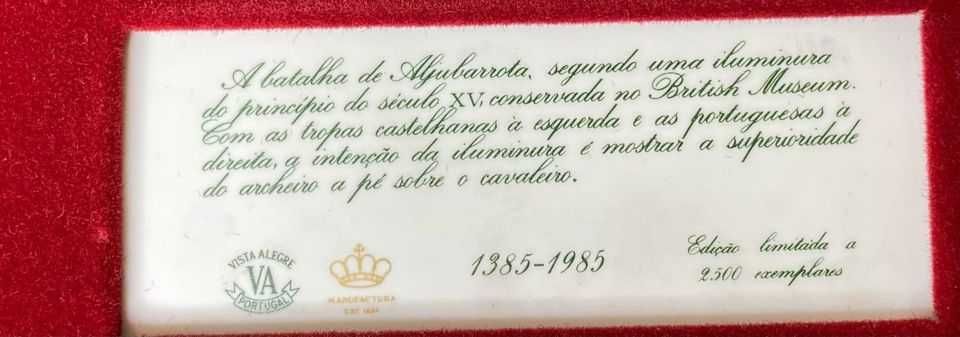 A batalha de Aljubarrota, segundo uma iluminura
do princípio do século XV, conservada no British Museum.
Com as tropas castelhanas à esquerda e as portuguesas à
direita, a intenção da iluminura é mostrar a superioridade
do archeiro a pé sobre o cavaleiro.
VISTA ALEGRE
VA
PORTUGAL
MANUFACTURA
1385-1985
Edição limitada a
2.500 exemplares